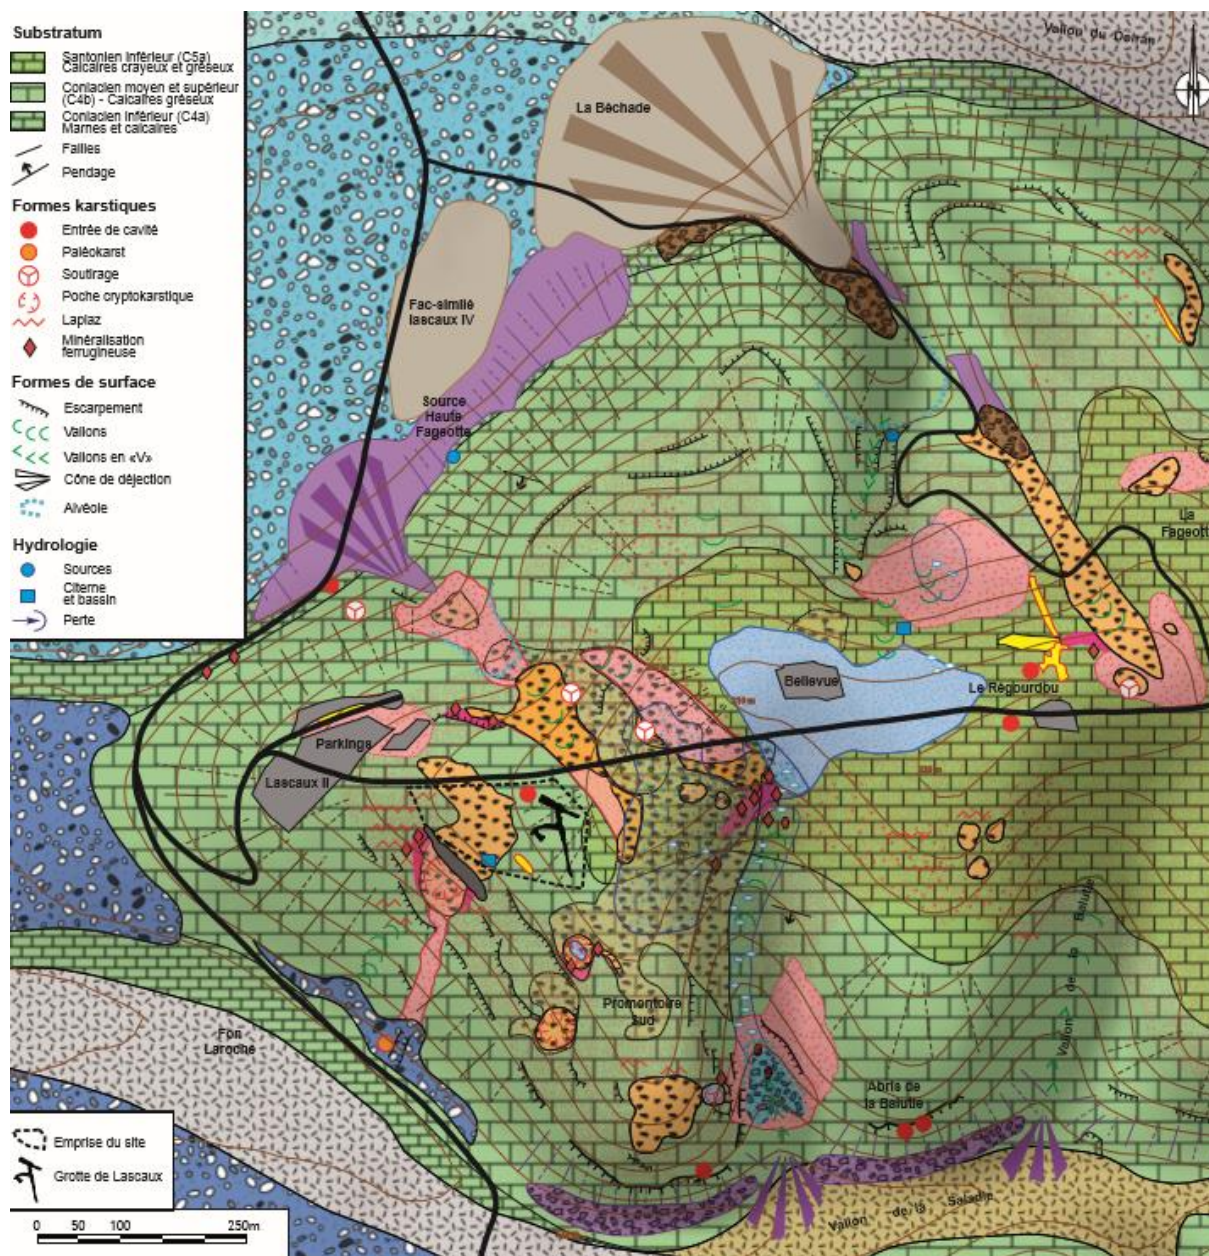 Substratum
Santonien inférieur (C5a)
Calcaires crayeux et gréseux
Coniacien moyen et supérieur
(C4b) - Calcaires gréseux
Coniacien inférieur (C4a)
Marnes et calcaires
Failles
Pendage
Formes karstiques
Entrée de cavité
Paléokarst
Soutirage
Poche cryptokarstique
Lapiaz
Minéralisation
ferrugineuse
Formes de surface
Escarpement
Vallons
Vallons en «V»
Cône de déjection
Alvéole
Hydrologie
Sources
Citerne
et bassin
Perte
Vallon du Doiran
N
La Béchade
Fac-similé
lascaux IV
Source
Haute
Fageotte
La
Fageott
Bellevue
Le Régourdou
Parkings
Lascaux II
Promontoire
Sud
Fon
Laroche
Abris de
la Balutie
Vallon de la Balutie
Vallon de la Saladie
Emprise du site
Grotte de Lascaux
0 50 100 250m